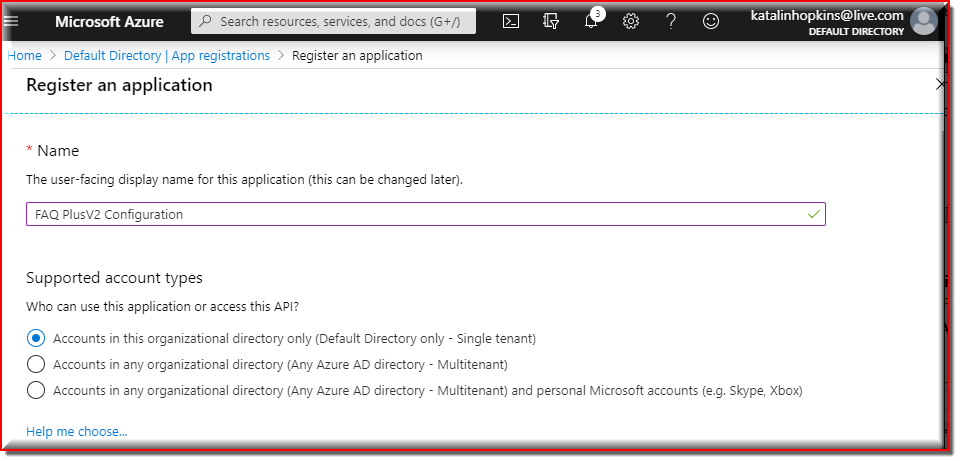 Microsoft Azure
Search resources, services, and docs (G+/)
3
katalinhopkins@live.com
DEFAULT DIRECTORY
Home > Default Directory | App registrations > Register an application
Register an application
* Name
The user-facing display name for this application (this can be changed later).
FAQ PlusV2 Configuration
Supported account types
Who can use this application or access this API?
Accounts in this organizational directory only (Default Directory only - Single tenant)
Accounts in any organizational directory (Any Azure AD directory - Multitenant)
Accounts in any organizational directory (Any Azure AD directory - Multitenant) and personal Microsoft accounts (e.g. Skype, Xbox)
Help me choose...